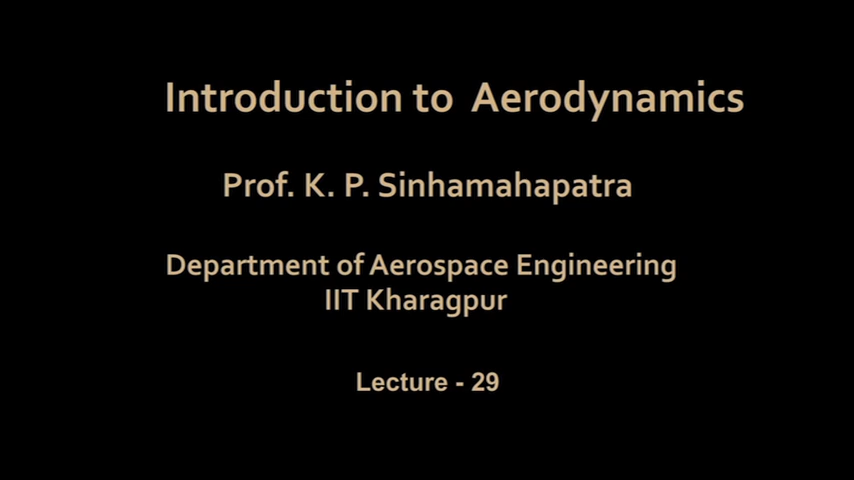 Introduction to Aerodynamics
Prof. K. P. Sinhamahapatra
Department of Aerospace Engineering
IIT Kharagpur
Lecture - 29